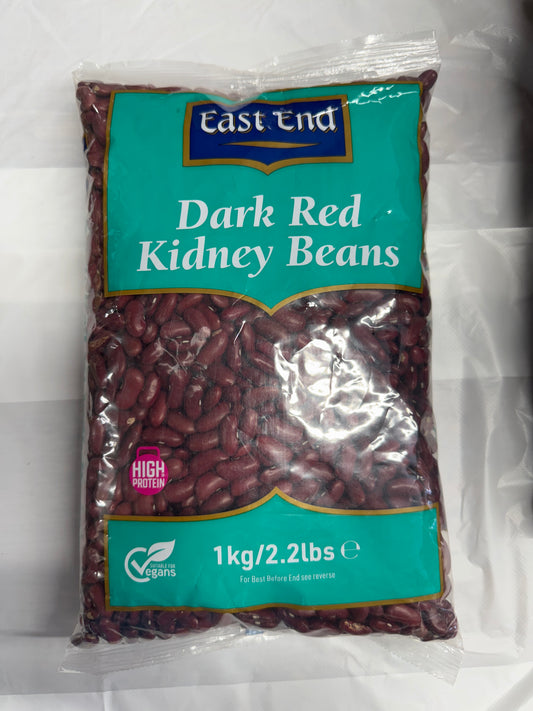 East End
Dark Red
Kidney Beans
HIGH
PROTEIN
SUITABLE FOR
Vegans
1kg/2.2lbs ℮
For Best Before End see reverse